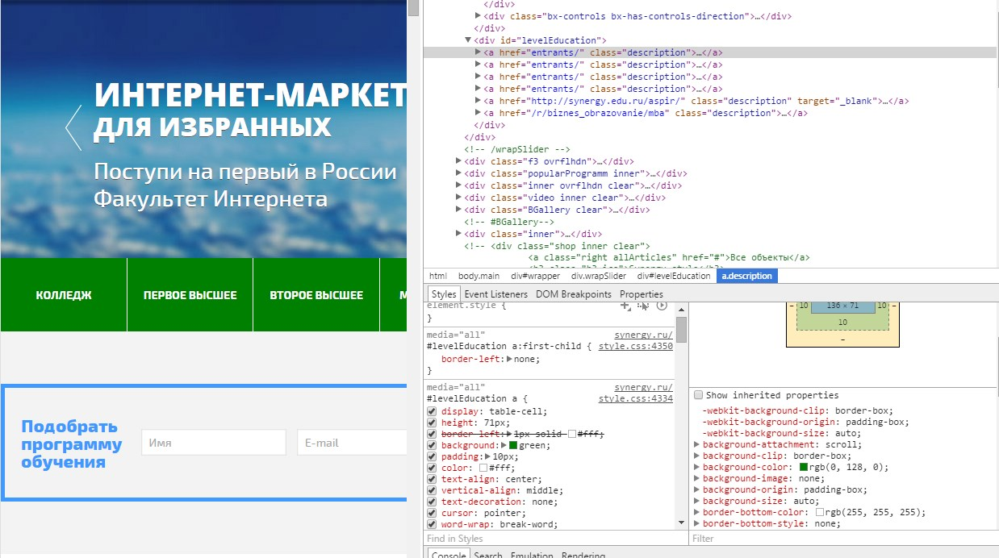 ИНТЕРНЕТ-МАРКЕТ
ДЛЯ ИЗБРАННЫХ
Поступи на первый в России
Факультет Интернета
КОЛЛЕДЖ
ПЕРВОЕ ВЫСШЕЕ
ВТОРОЕ ВЫСШЕЕ
М
Подобрать
программу
обучения
Имя
E-mail
</div>
<div class="bx-controls bx-has-controls-direction">…</div>
</div>
<div id="levelEducation">
<a href="entrants/" class="description">…</a>
<a href="entrants/" class="description">…</a>
<a href="entrants/" class="description">…</a>
<a href="entrants/" class="description">…</a>
<a href="http://synergy.edu.ru/aspir/" class="description" target="_blank">…</a>
<a href="/r/biznes_obrazovanie/mba" class="description">…</a>
</div>
</div>
<!-- /wrapSlider -->
<div class="f3 ovrflhdn">…</div>
<div class="popularProgramm inner">…</div>
<div class="inner ovrflhdn clear">…</div>
<div class="video inner clear">…</div>
<div class="BGallery clear">…</div>
<!-- #BGallery-->
<div class="inner">…</div>
<!-- <div class="shop inner clear">
<a class="right allArticles" href="#">Все объекты</a>
html body.main div#wrapper div.wrapSlider div#levelEducation a.description
Styles Event Listeners DOM Breakpoints Properties
element.style {
}
media="all" synergy.ru/
#levelEducation a:first-child { style.css:4350
border-left: none;
}
media="all" synergy.ru/
#levelEducation a { style.css:4334
display: table-cell;
height: 71px;
border-left: 1px solid #fff;
background: green;
padding: 10px;
color: #fff;
text-align: center;
vertical-align: middle;
text-decoration: none;
cursor: pointer;
word-wrap: break-word;
Find in Styles
– 10 136 × 71 10 –
10
–
Show inherited properties
-webkit-background-clip: border-box;
-webkit-background-origin: padding-box;
-webkit-background-size: auto;
background-attachment: scroll;
background-clip: border-box;
background-color: rgb(0, 128, 0);
background-image: none;
background-origin: padding-box;
background-size: auto;
border-bottom-color: rgb(255, 255, 255);
border-bottom-style: none;
Filter
Console Search Emulation Rendering